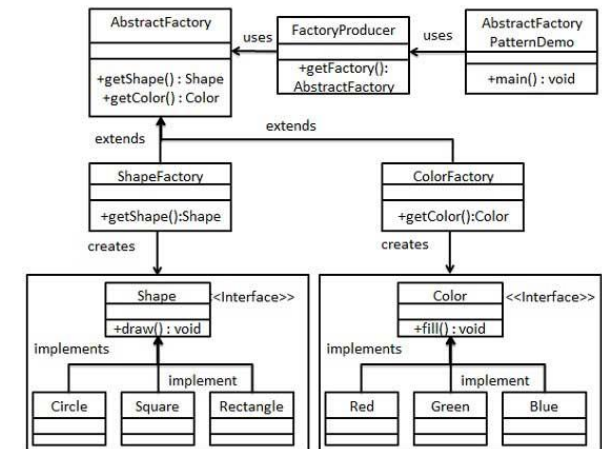 AbstractFactory
+getShape() : Shape
+getColor() : Color
uses
FactoryProducer
+getFactory():
AbstractFactory
uses
AbstractFactory
PatternDemo
+main() : void
extends
extends
ShapeFactory
+getShape():Shape
ColorFactory
+getColor():Color
creates
creates
Shape
<<Interface>>
+draw() : void
implements
implement
Circle
Square
Rectangle
Color
<<Interface>>
+fill() : void
implements
implement
Red
Green
Blue